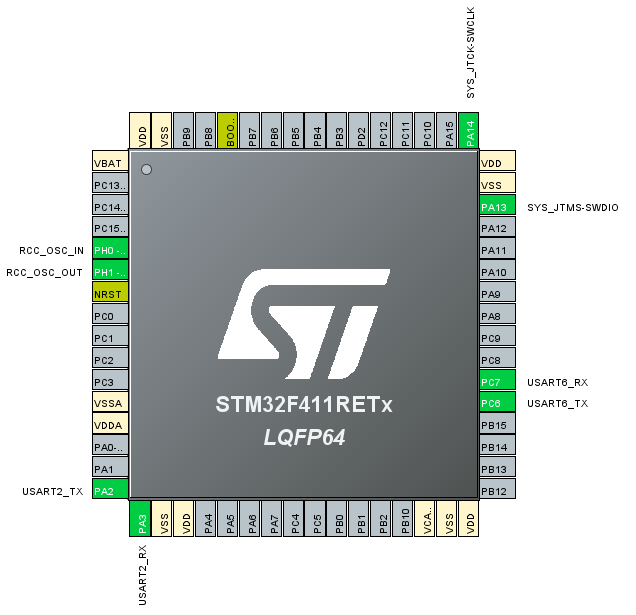 SYS_JTCK-SWCLK
VDD
VSS
PB9
PB8
BOO..
PB7
PB6
PB5
PB4
PB3
PD2
PC12
PC11
PC10
PA15
PA14
VBAT
PC13..
PC14..
PC15..
RCC_OSC_IN PH0 -..
RCC_OSC_OUT PH1 -..
NRST
PC0
PC1
PC2
PC3
VSSA
VDDA
PA0-..
PA1
USART2_TX PA2
ST
STM32F411RETx
LQFP64
VDD
VSS
PA13 SYS_JTMS-SWDIO
PA12
PA11
PA10
PA9
PA8
PC9
PC8
PC7 USART6_RX
PC6 USART6_TX
PB15
PB14
PB13
PB12
PA3
VSS
VDD
PA4
PA5
PA6
PA7
PC4
PC5
PB0
PB1
PB2
PB10
VCA..
VSS
VDD
USART2_RX